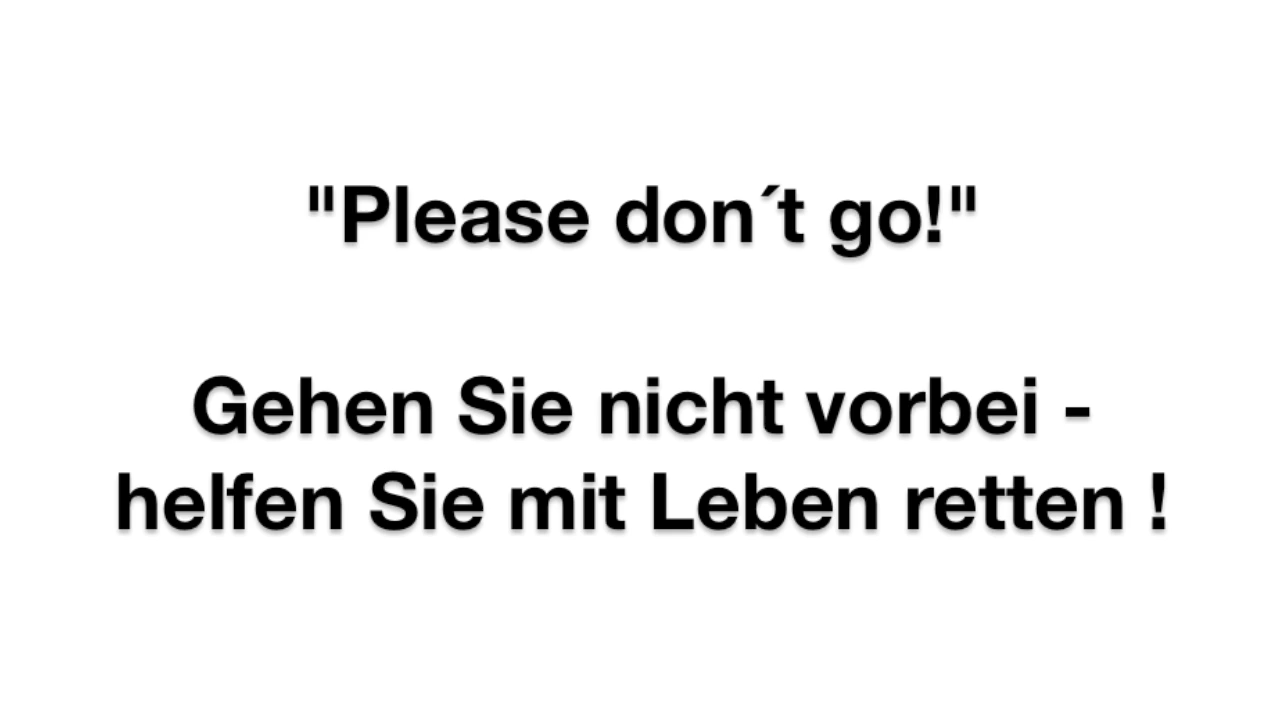 "Please don´t go!"
Gehen Sie nicht vorbei -
helfen Sie mit Leben retten !